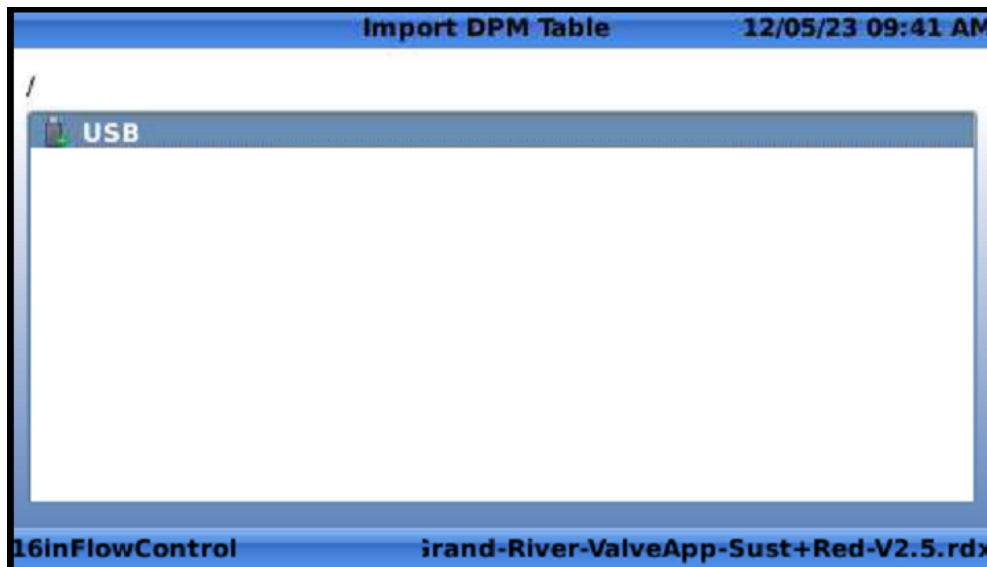 Import DPM Table 12/05/23 09:41 AM
/
USB
16inFlowControl rand-River-ValveApp-Sust+Red-V2.5.rdx